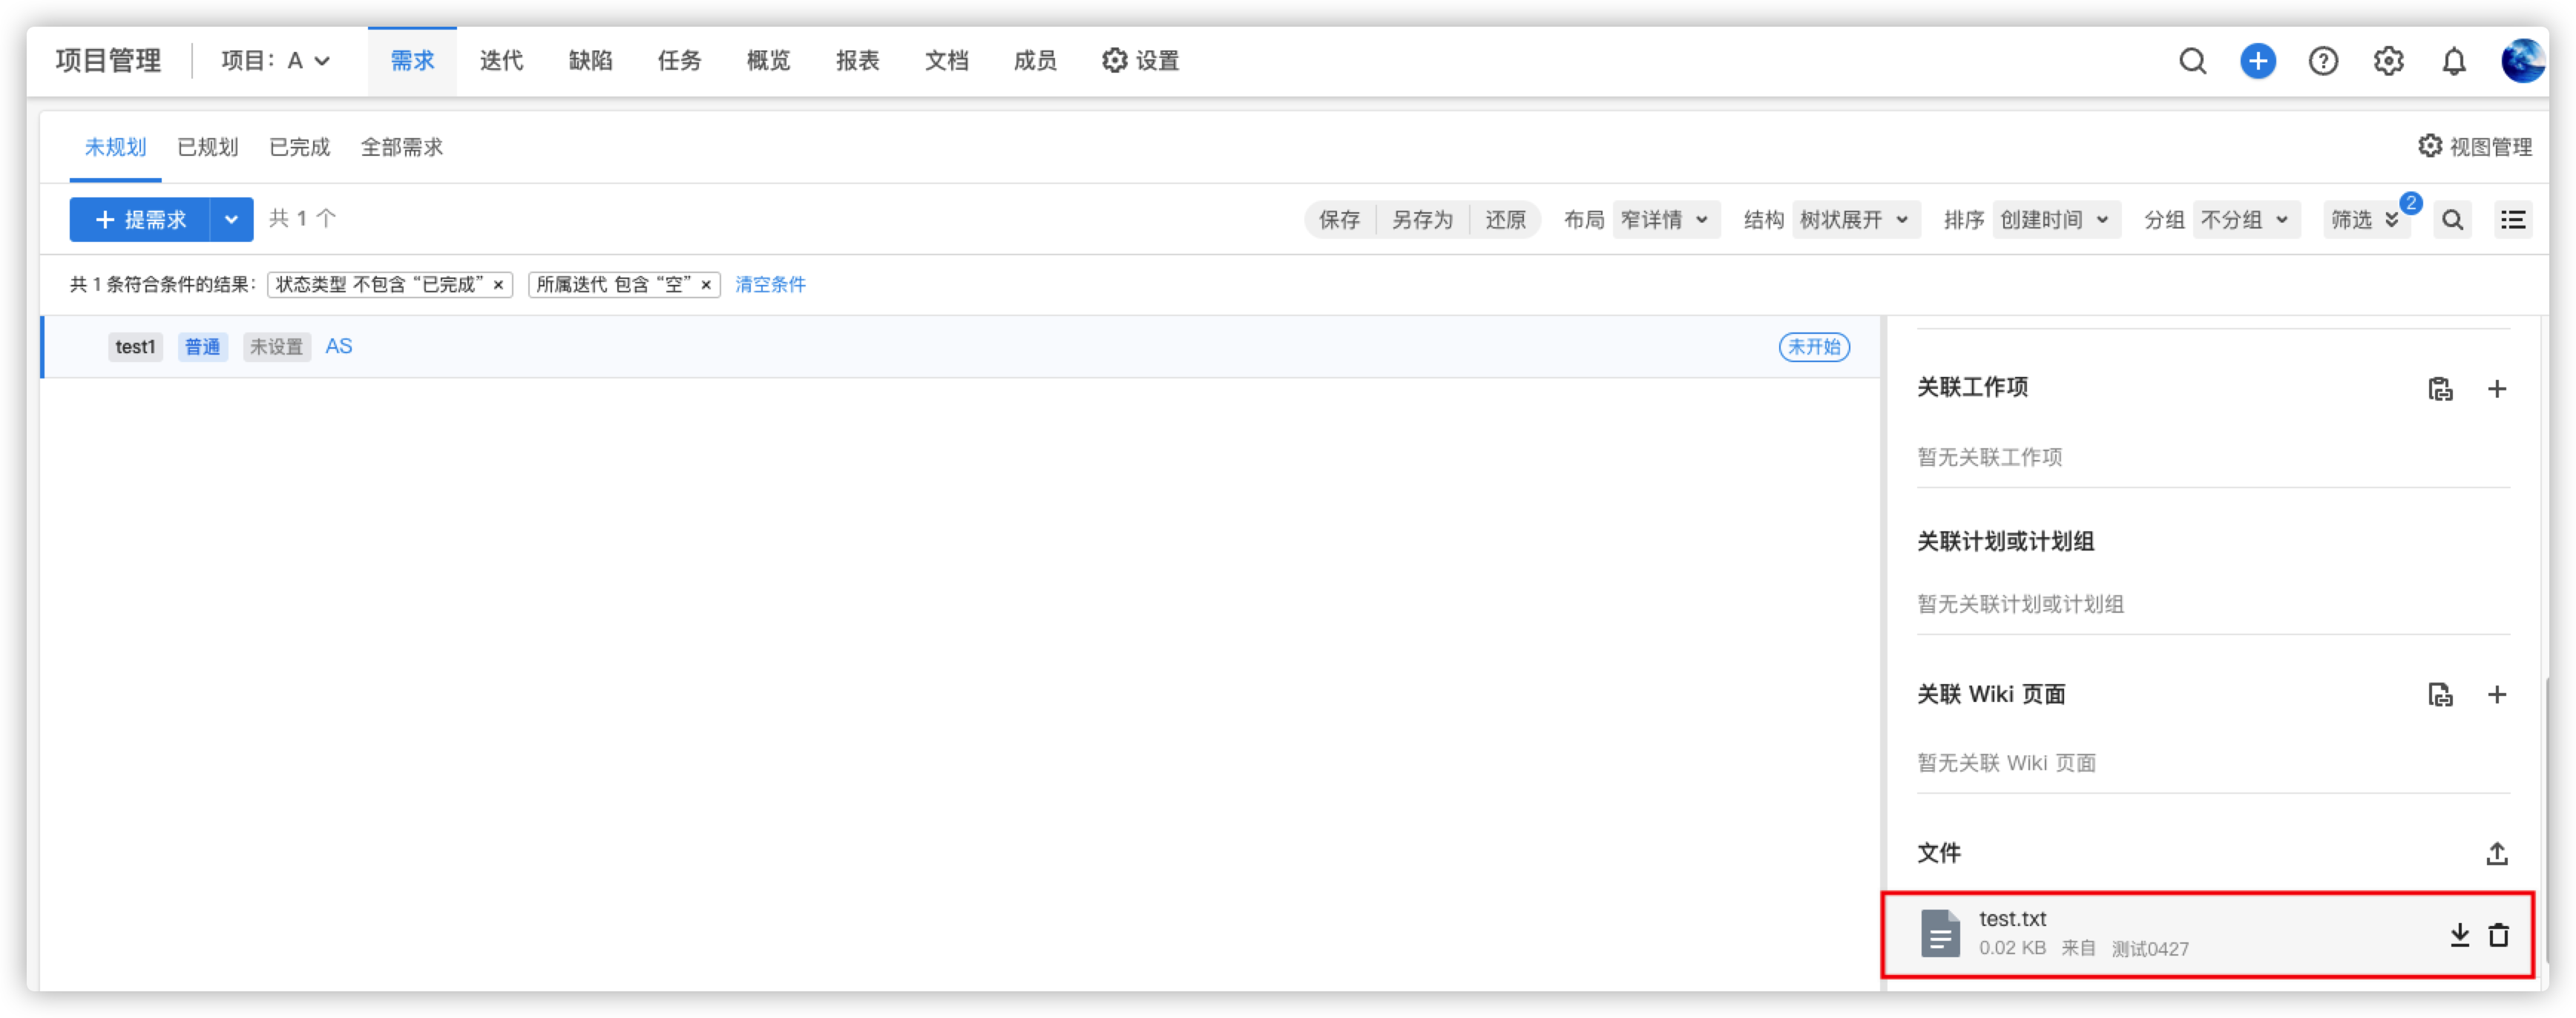 项目管理 项目：A 需求 迭代 缺陷 任务 概览 报表 文档 成员 设置
未规划 已规划 已完成 全部需求 视图管理
提需求 共 1 个 保存 另存为 还原 布局 窄详情 结构 树状展开 排序 创建时间 分组 不分组 筛选 2
共 1 条符合条件的结果： 状态类型 不包含 “已完成” × 所属迭代 包含 “空” × 清空条件
test1 普通 未设置 AS 未开始
关联工作项
暂无关联工作项
关联计划或计划组
暂无关联计划或计划组
关联 Wiki 页面
暂无关联 Wiki 页面
文件
test.txt
0.02 KB 来自 测试0427